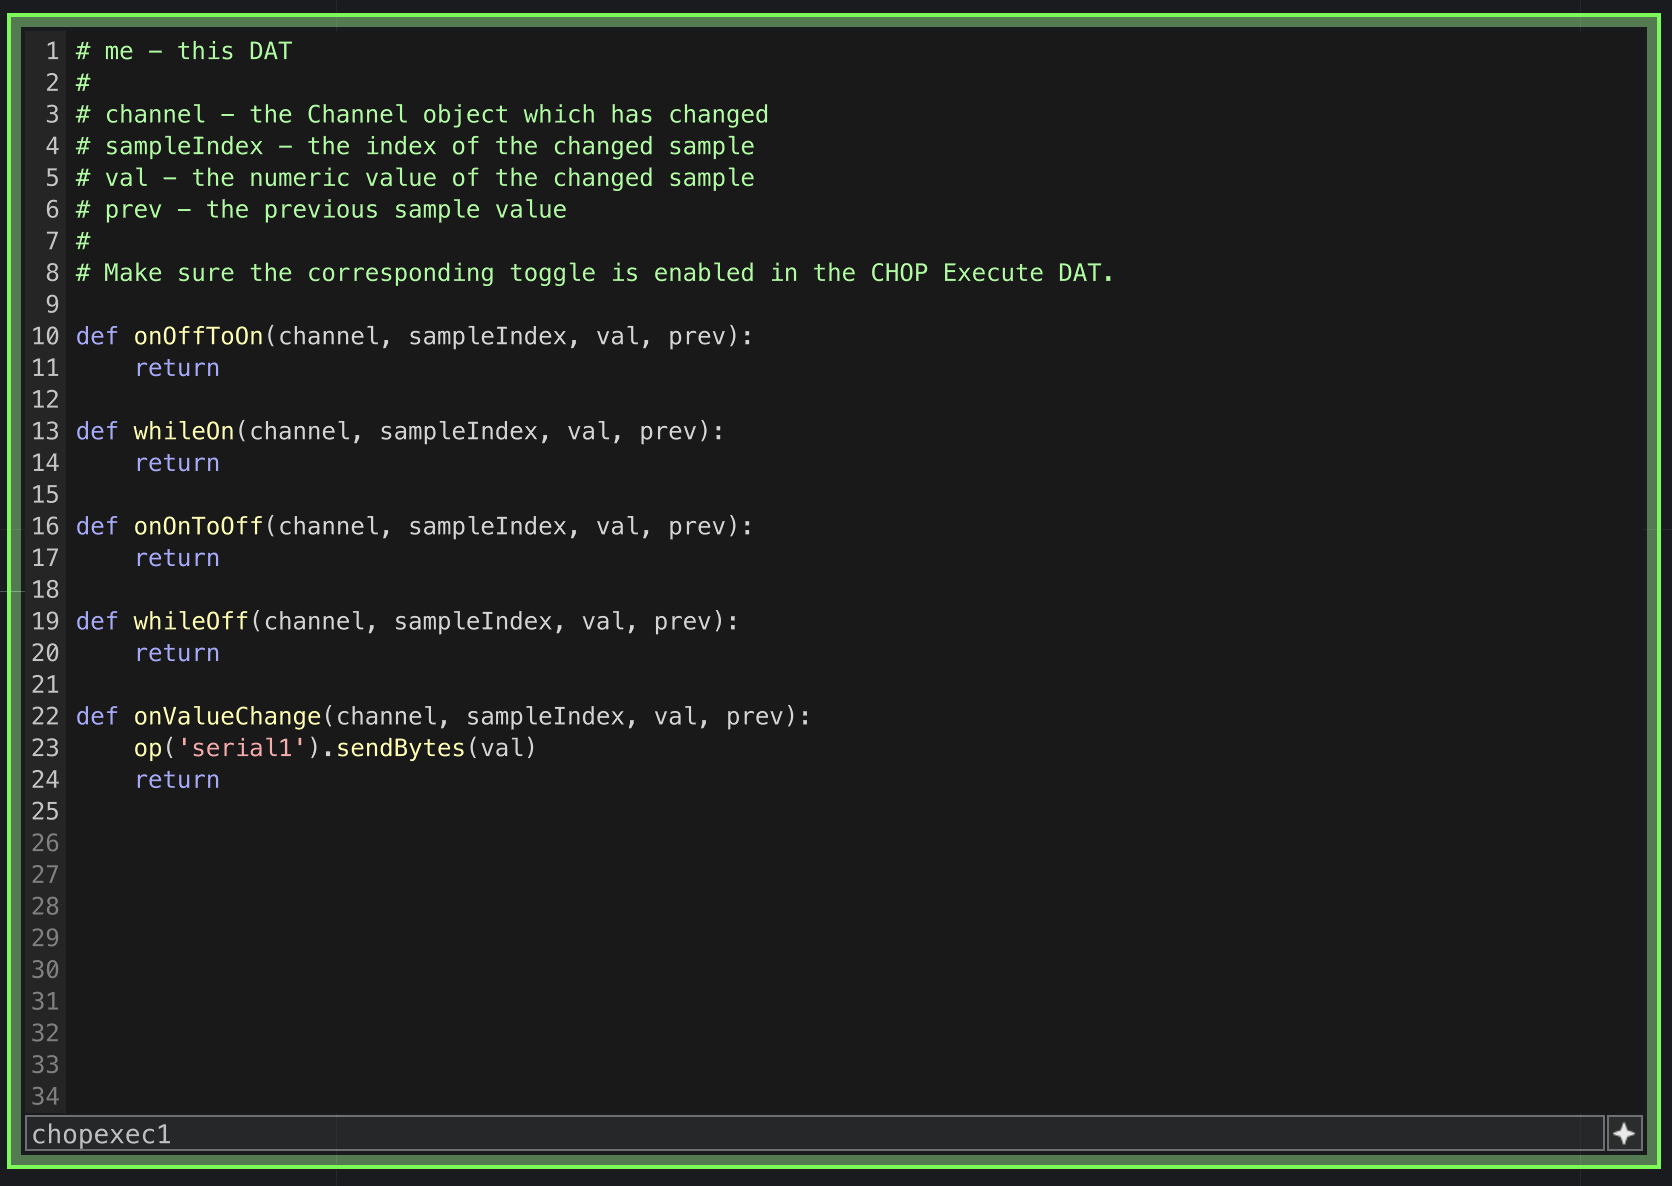 1 # me - this DAT
2 #
3 # channel - the Channel object which has changed
4 # sampleIndex - the index of the changed sample
5 # val - the numeric value of the changed sample
6 # prev - the previous sample value
7 #
8 # Make sure the corresponding toggle is enabled in the CHOP Execute DAT.
9
10 def onOffToOn(channel, sampleIndex, val, prev):
11     return
12
13 def whileOn(channel, sampleIndex, val, prev):
14     return
15
16 def onOnToOff(channel, sampleIndex, val, prev):
17     return
18
19 def whileOff(channel, sampleIndex, val, prev):
20     return
21
22 def onValueChange(channel, sampleIndex, val, prev):
23     op('serial1').sendBytes(val)
24     return
25
26
27
28
29
30
31
32
33
34
chopexec1